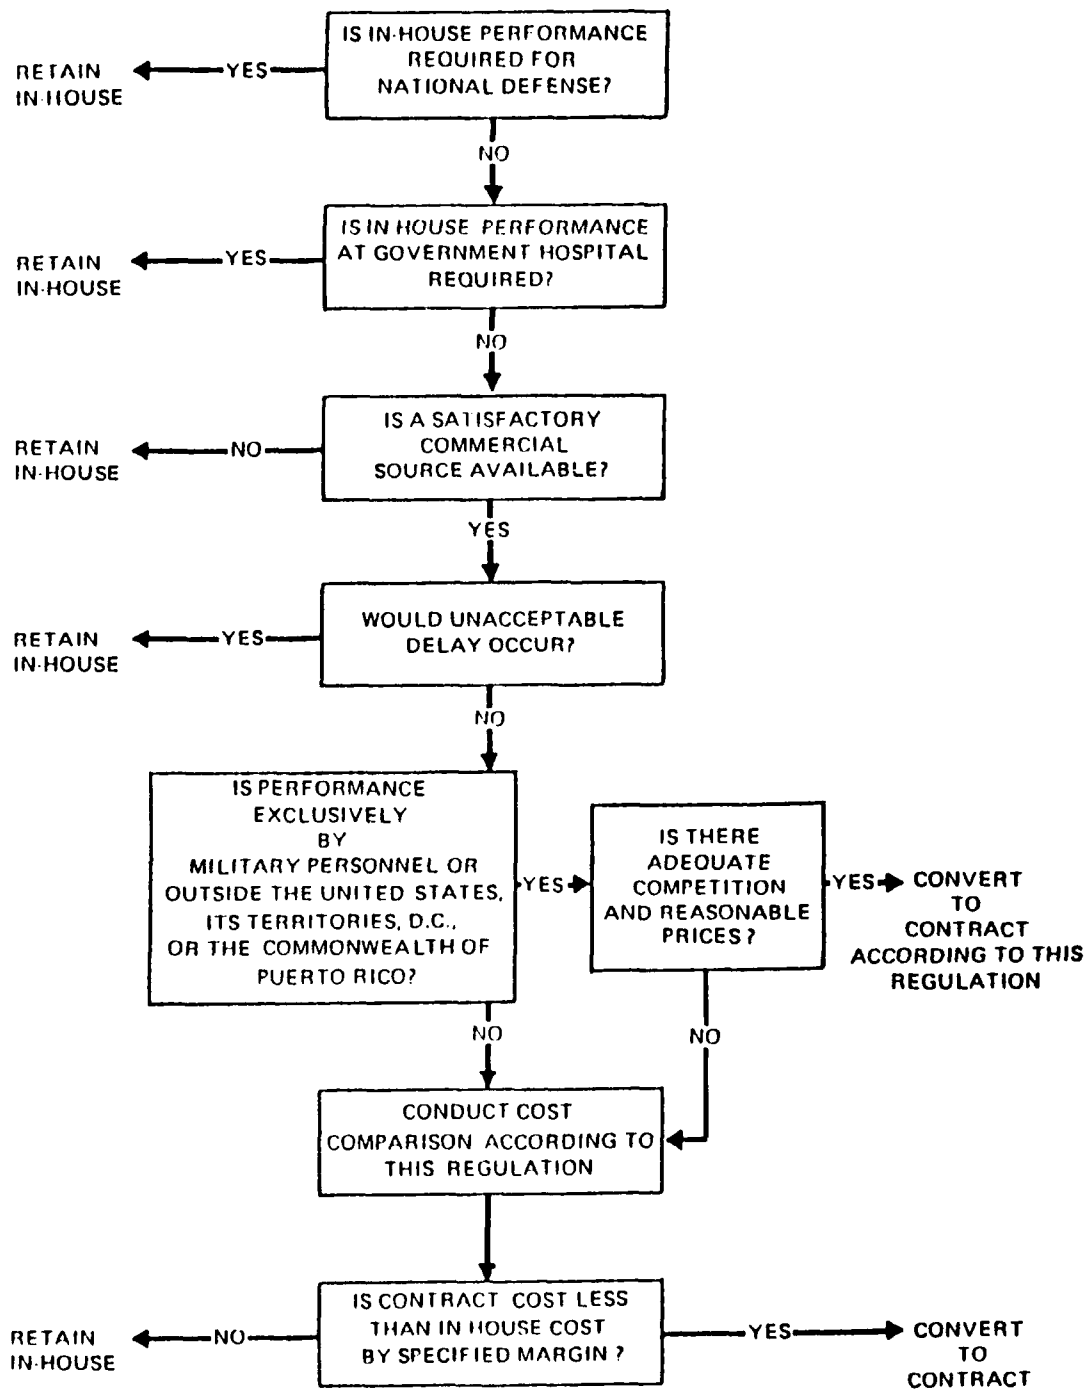 IS IN-HOUSE PERFORMANCE
REQUIRED FOR
NATIONAL DEFENSE?
YES
RETAIN
IN-HOUSE
NO
IS IN HOUSE PERFORMANCE
AT GOVERNMENT HOSPITAL
REQUIRED?
YES
RETAIN
IN-HOUSE
NO
IS A SATISFACTORY
COMMERCIAL
SOURCE AVAILABLE?
NO
RETAIN
IN-HOUSE
YES
WOULD UNACCEPTABLE
DELAY OCCUR?
YES
RETAIN
IN-HOUSE
NO
IS PERFORMANCE
EXCLUSIVELY
BY
MILITARY PERSONNEL OR
OUTSIDE THE UNITED STATES,
ITS TERRITORIES, D.C.,
OR THE COMMONWEALTH OF
PUERTO RICO?
YES
IS THERE
ADEQUATE
COMPETITION
AND REASONABLE
PRICES?
YES
CONVERT
TO
CONTRACT
ACCORDING TO THIS
REGULATION
NO
NO
CONDUCT COST
COMPARISON ACCORDING TO
THIS REGULATION
IS CONTRACT COST LESS
THAN IN HOUSE COST
BY SPECIFIED MARGIN?
NO
RETAIN
IN-HOUSE
YES
CONVERT
TO
CONTRACT